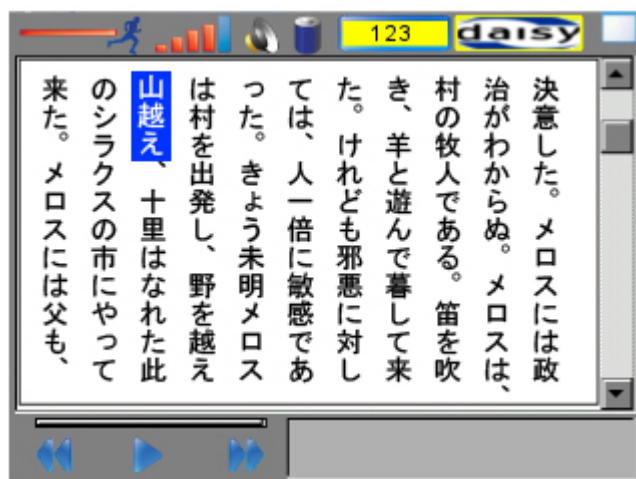 123
daisy
決意した。メロスには政
治がわからぬ。メロスは、
村の牧人である。笛を吹
き、羊と遊んで暮して来
た。けれども邪悪に対し
ては、人一倍に敏感であ
った。きょう未明メロス
は村を出発し、野を越え
山越え、十里はなれた此
のシラクスの市にやって
来た。メロスには父も、